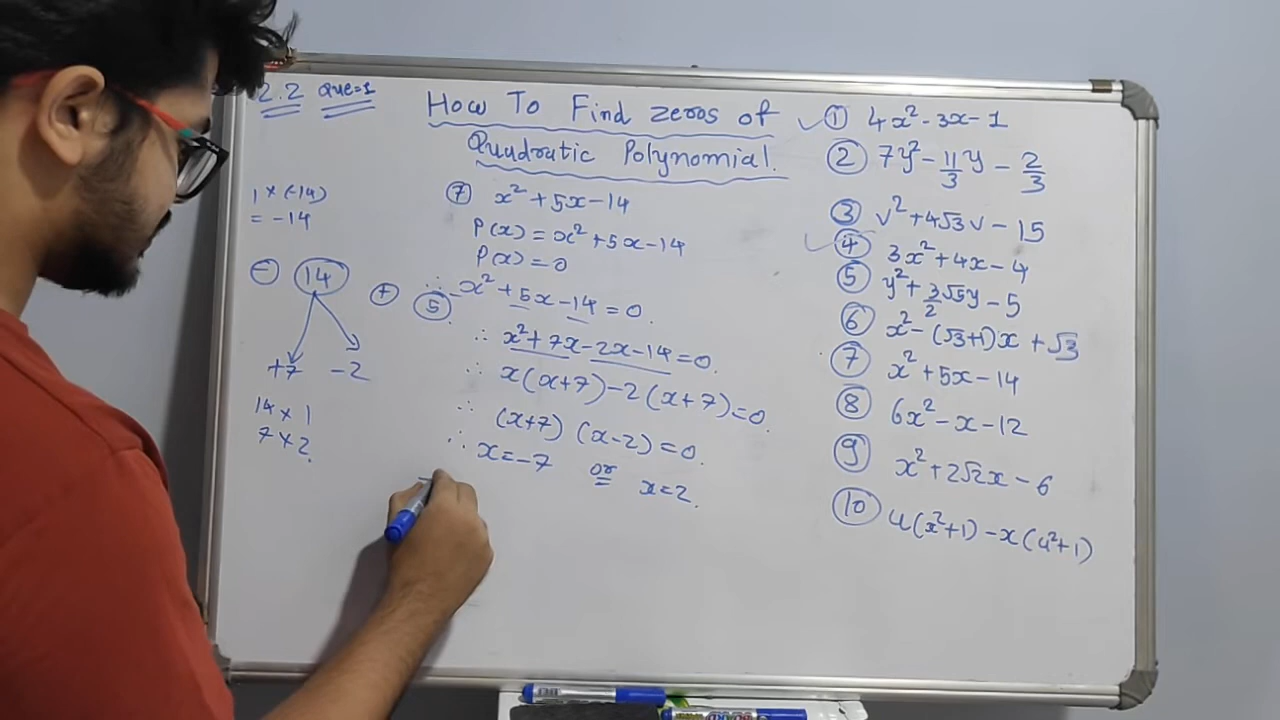 2.2 Que=1
How To Find zeros of
Quadratic Polynomial.
1 × (-14)
= -14
- 14 + 5
+7 -2
14 × 1
7 × 2.
⑦ x² + 5x - 14
P(x) = x² + 5x - 14
P(x) = 0
∴ x² + 5x - 14 = 0.
∴ x² + 7x - 2x - 14 = 0.
∴ x(x+7) - 2(x+7) = 0.
∴ (x+7) (x-2) = 0.
∴ x = -7 or x = 2.
✓ ① 4x² - 3x - 1
② 7y² - 11/3 y - 2/3
③ v² + 4√3v - 15
✓ ④ 3x² + 4x - 4
⑤ y² + 3/2 √5y - 5
⑥ x² - (√3+1)x + √3
⑦ x² + 5x - 14
⑧ 6x² - x - 12
⑨ x² + 2√2x - 6
⑩ 4(x²+1) - x(4²+1)